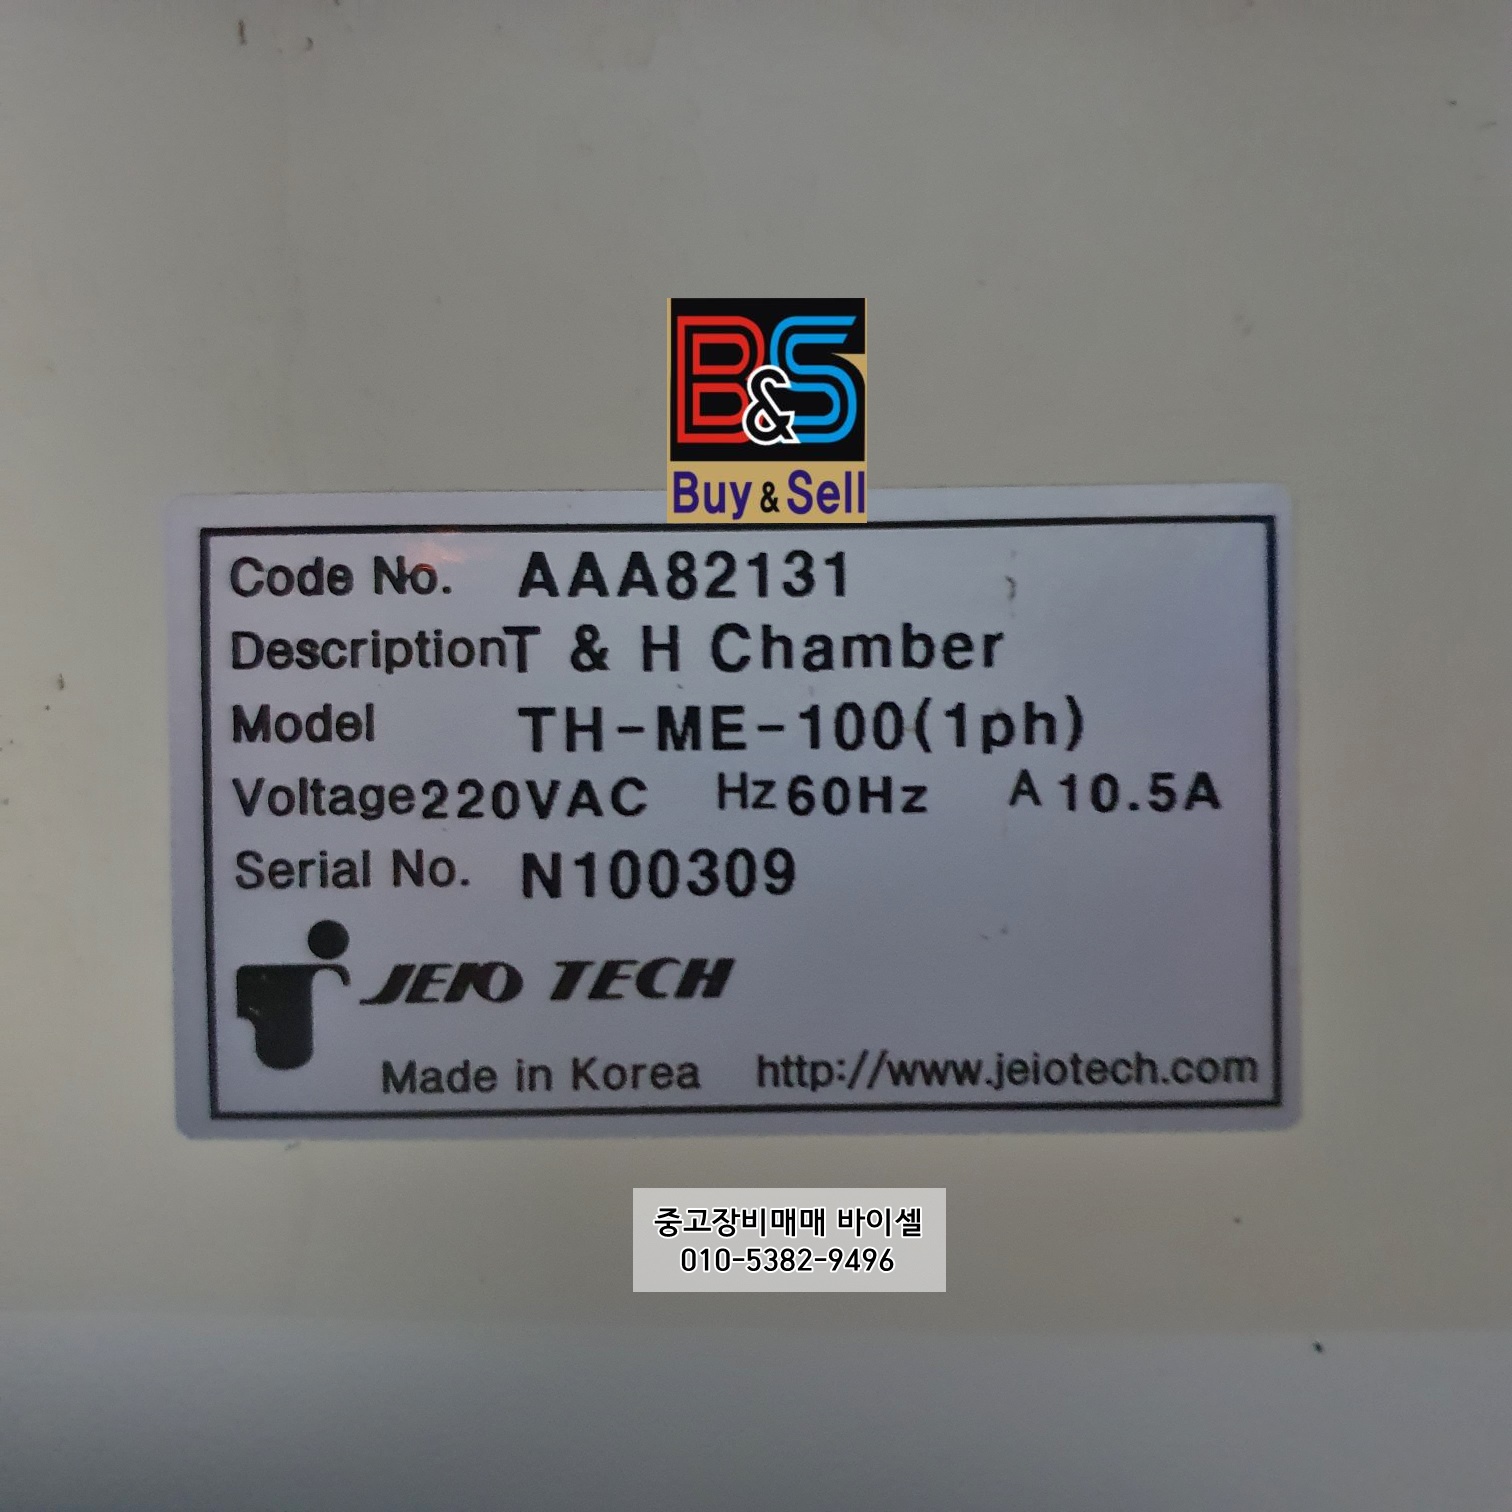 B&S
Buy & Sell
Code No. AAA82131
Description T & H Chamber
Model TH-ME-100(1ph)
Voltage 220VAC Hz 60Hz A 10.5A
Serial No. N100309
JEIO TECH
Made in Korea http://www.jeiotech.com
중고장비매매 바이셀
010-5382-9496